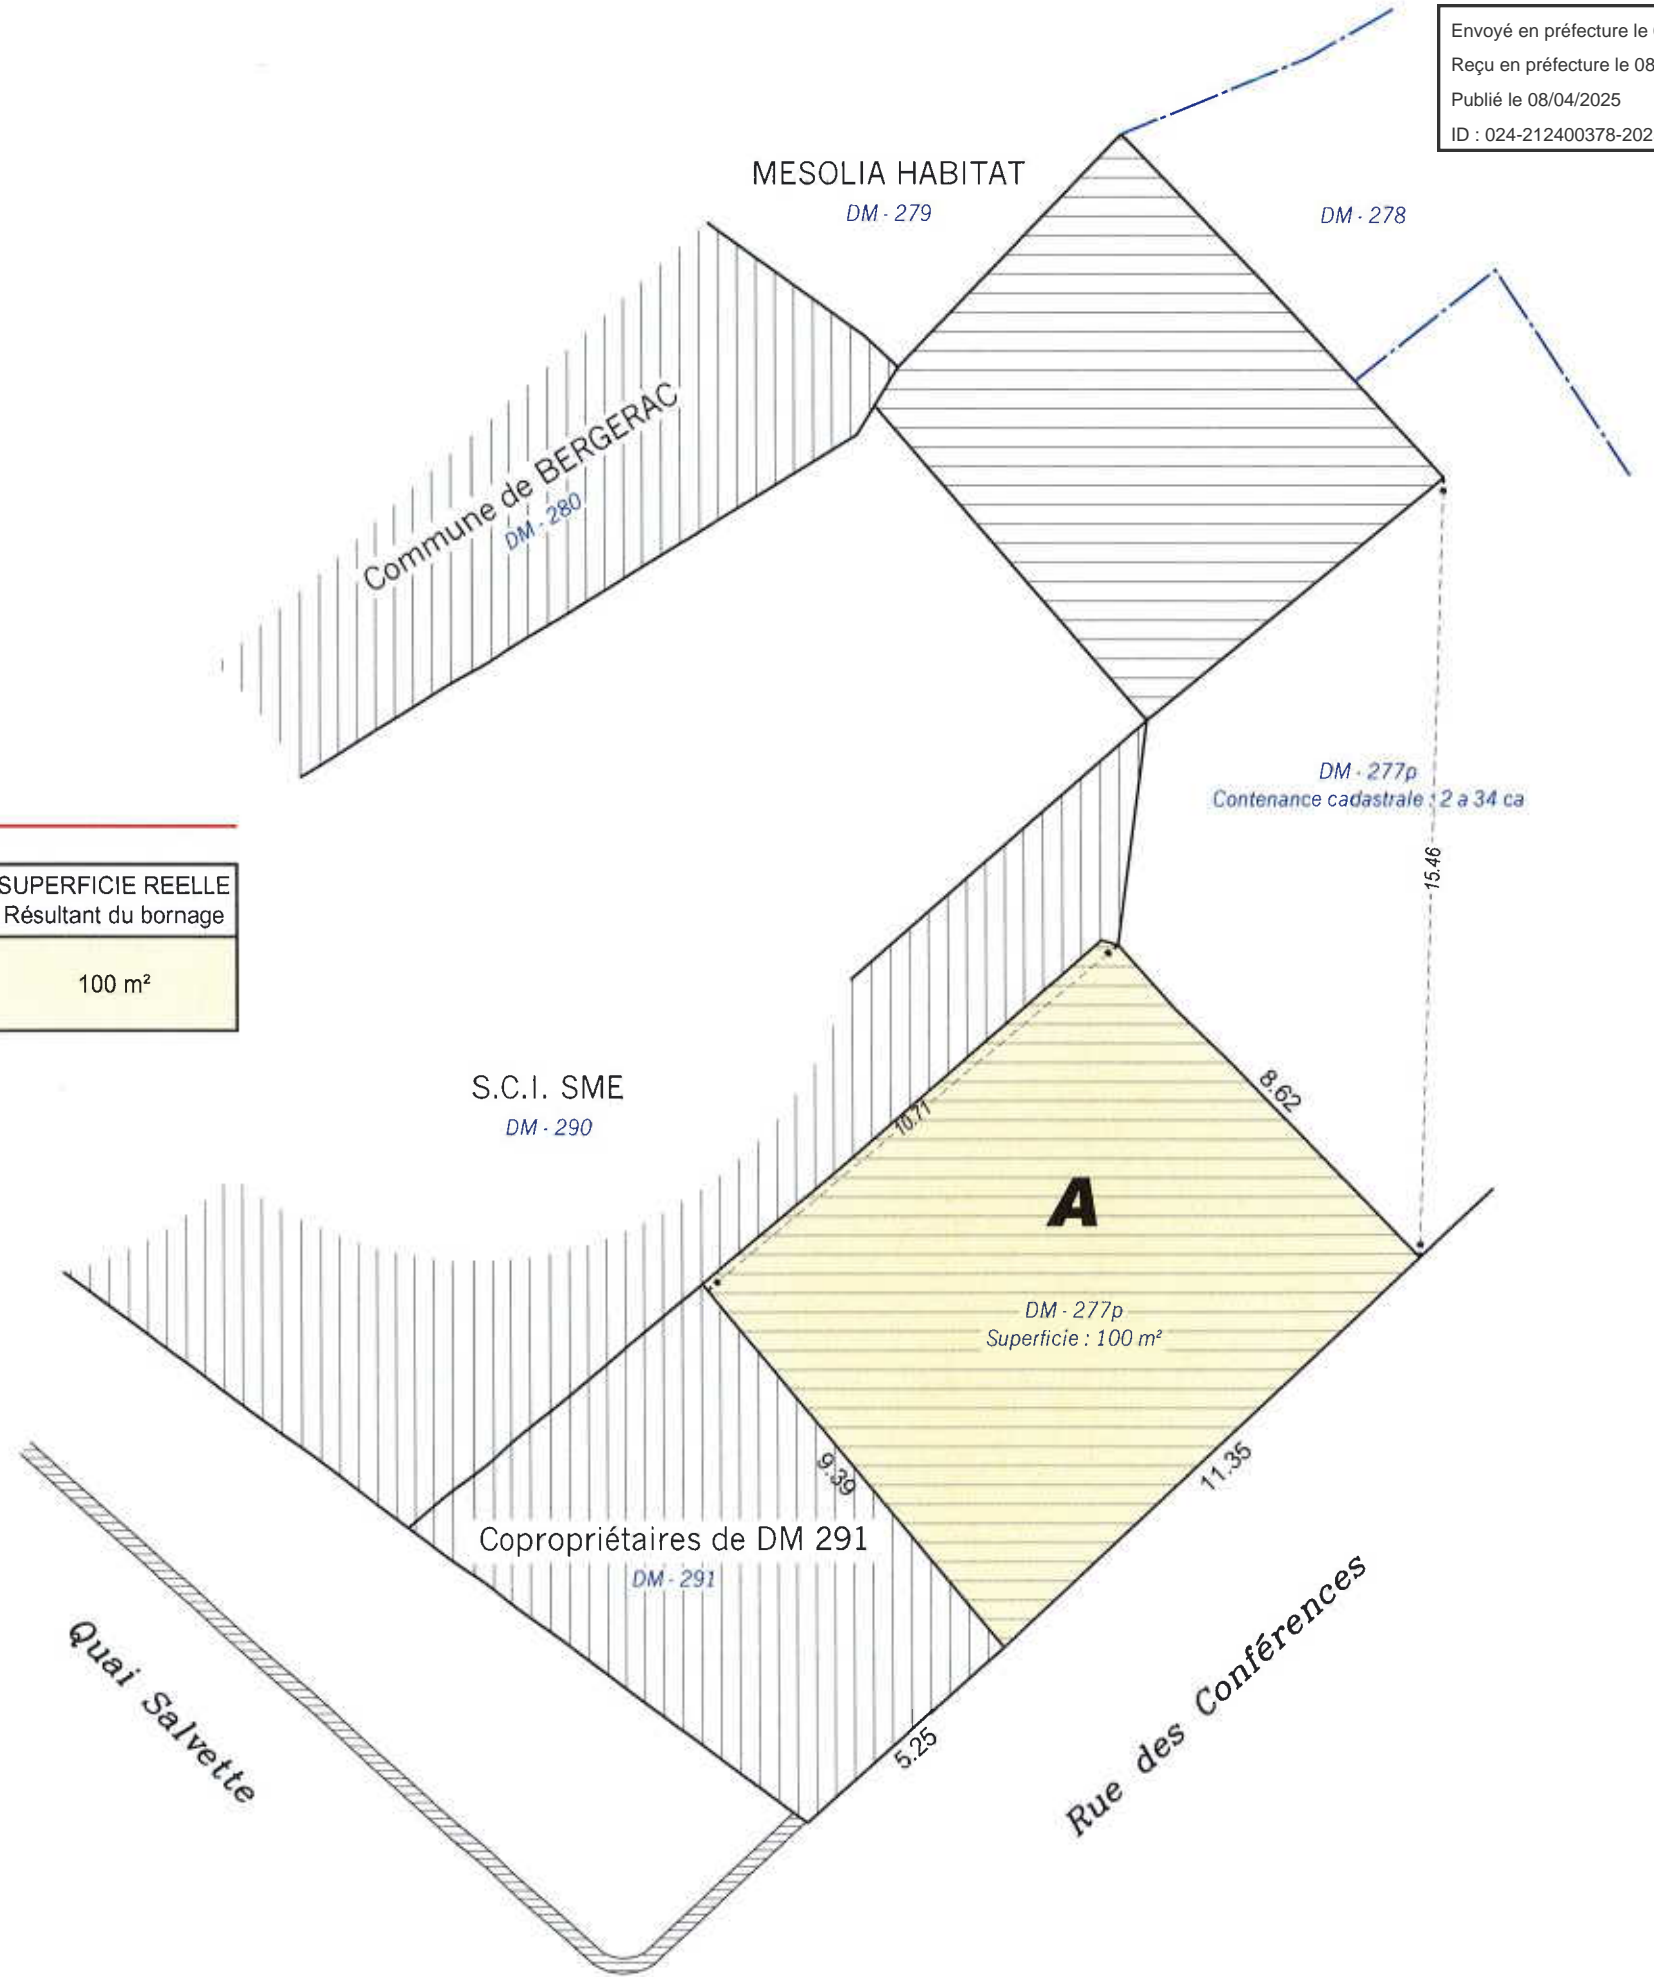 Envoyé en préfecture le
Reçu en préfecture le 08
Publié le 08/04/2025
ID : 024-212400378-202
MESOLIA HABITAT
DM - 279
DM - 278
Commune de BERGERAC
DM - 280
DM - 277p
Contenance cadastrale : 2 a 34 ca
15.46
SUPERFICIE REELLE
Résultant du bornage
100 m²
S.C.I. SME
DM - 290
10.71
8.62
A
DM - 277p
Superficie : 100 m²
9.39
11.35
Copropriétaires de DM 291
DM - 291
5.25
Quai Salvette
Rue des Conférences